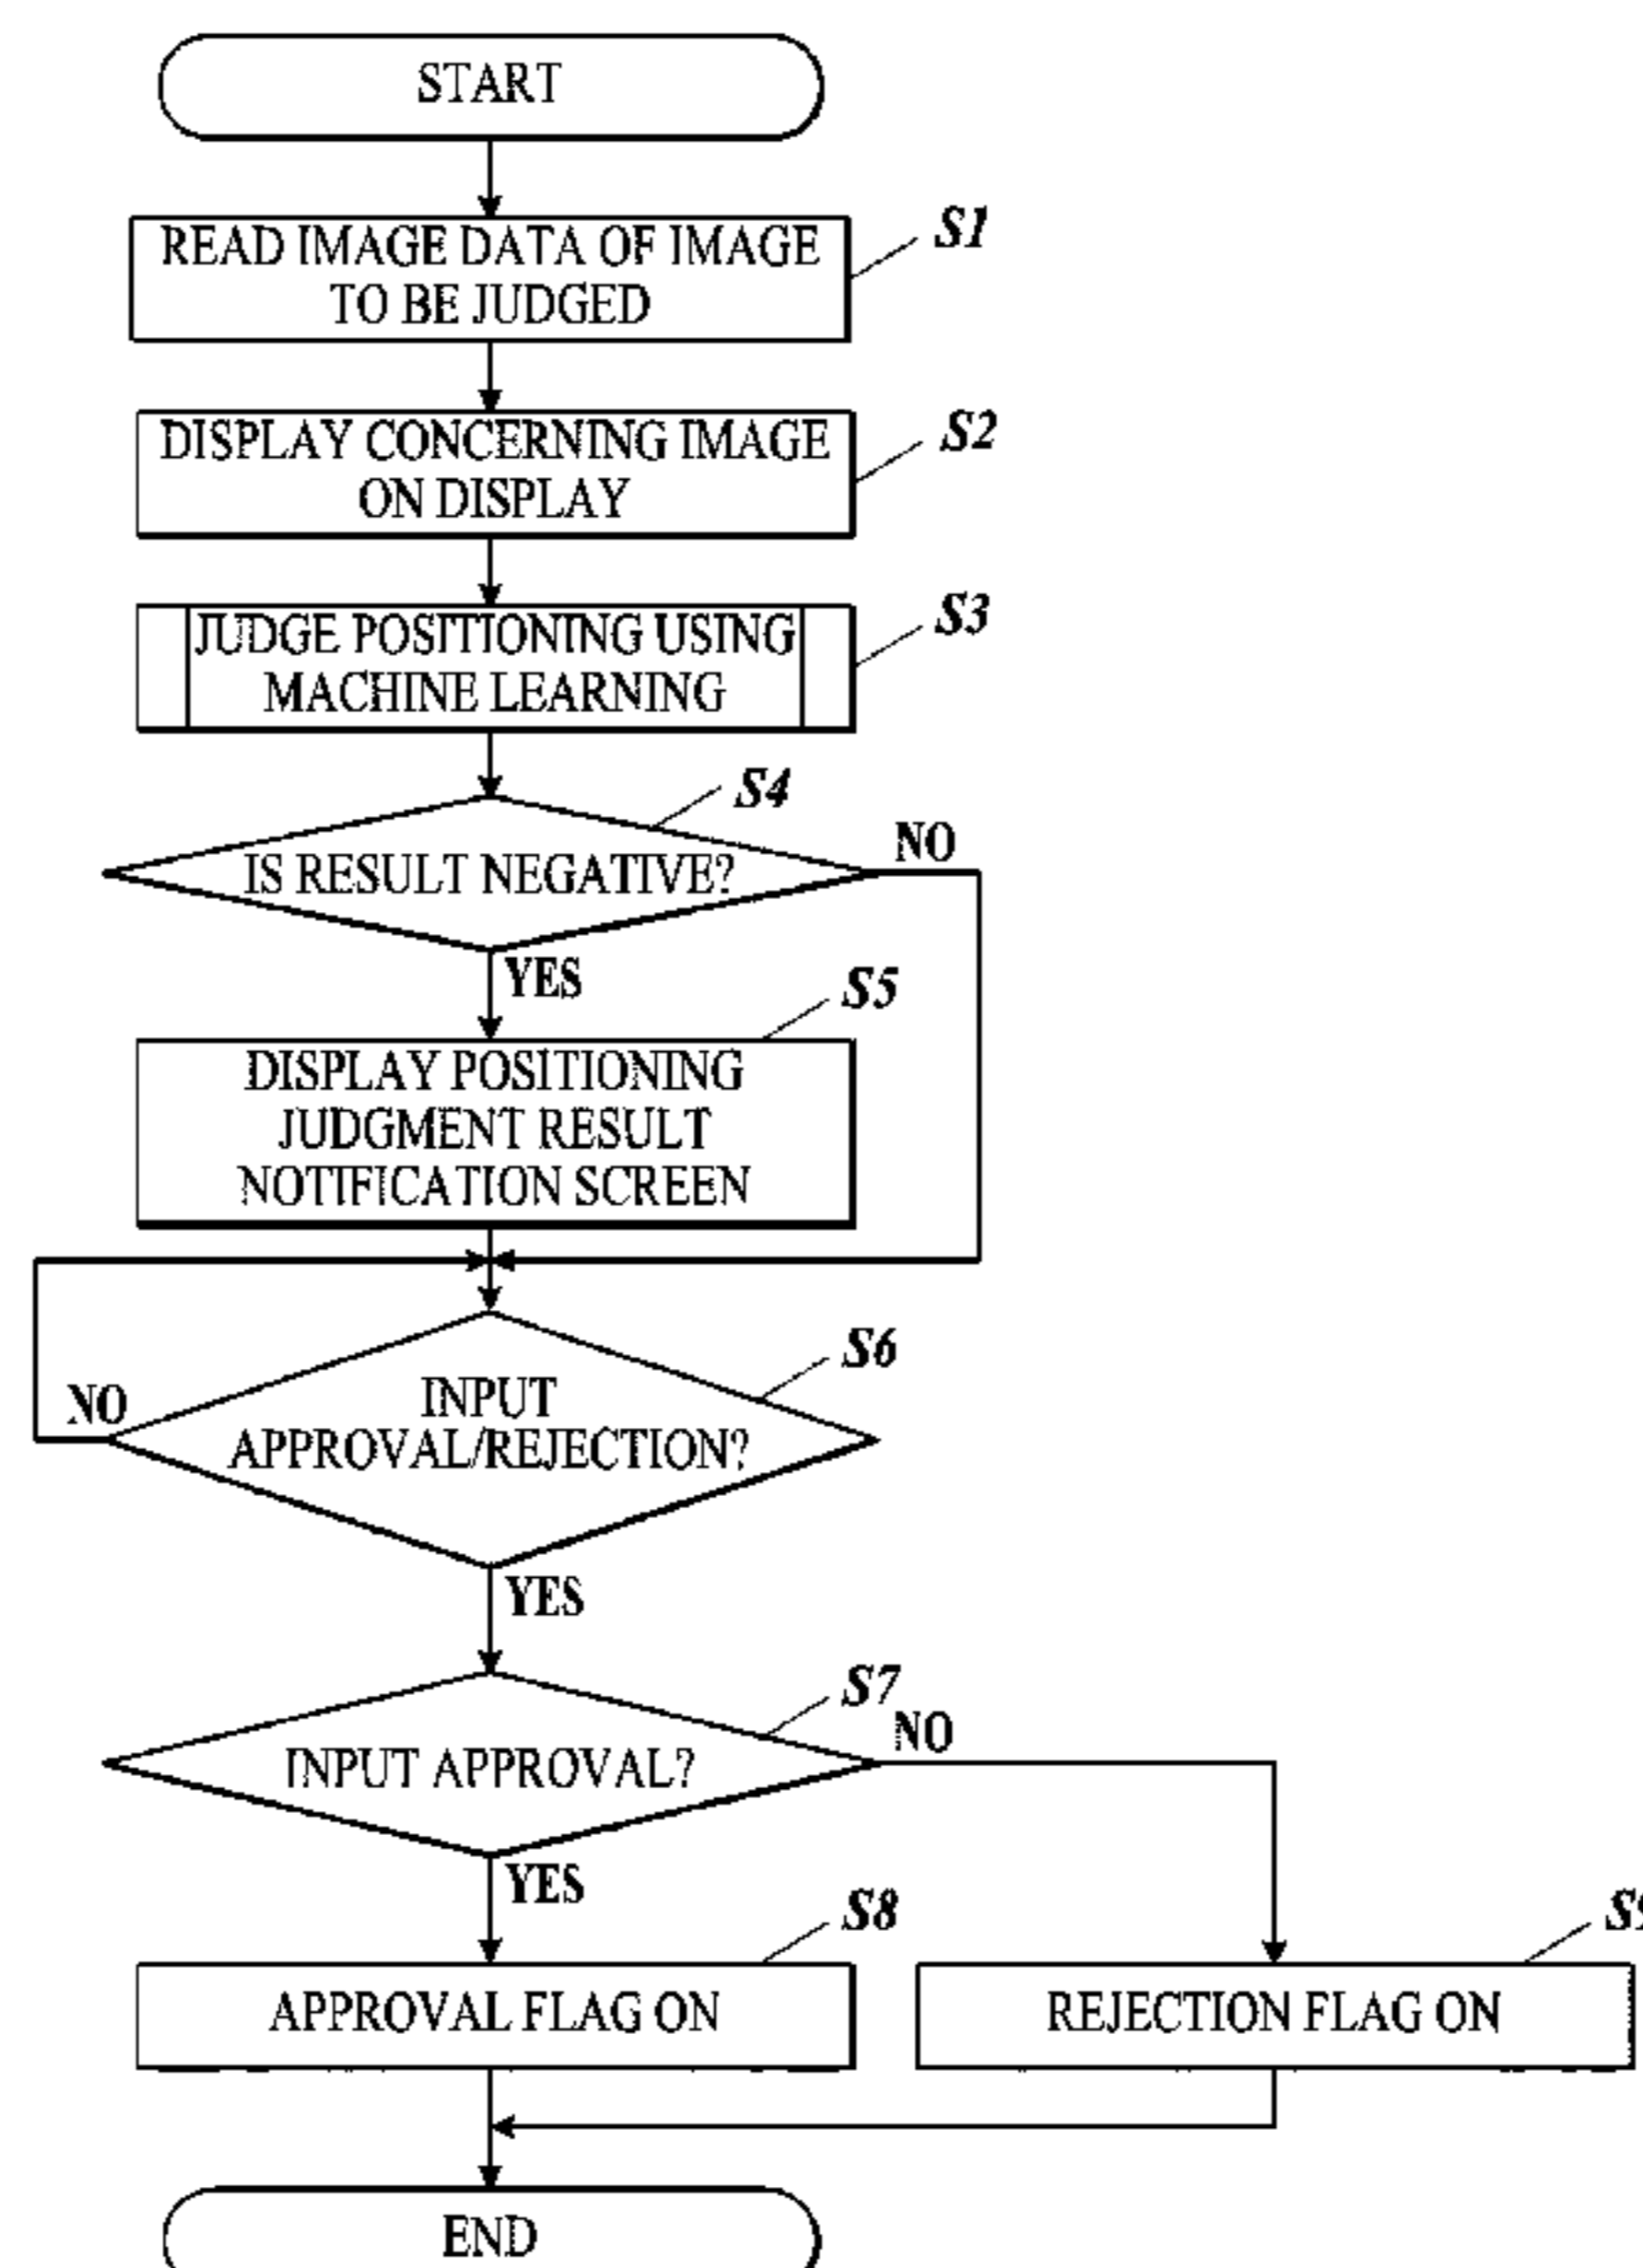 START
S1
READ IMAGE DATA OF IMAGE
TO BE JUDGED
S2
DISPLAY CONCERNING IMAGE
ON DISPLAY
S3
JUDGE POSITIONING USING
MACHINE LEARNING
S4
IS RESULT NEGATIVE?
NO
YES
S5
DISPLAY POSITIONING
JUDGMENT RESULT
NOTIFICATION SCREEN
S6
INPUT
APPROVAL/REJECTION?
NO
YES
S7
INPUT APPROVAL?
NO
YES
S8
APPROVAL FLAG ON
S9
REJECTION FLAG ON
END